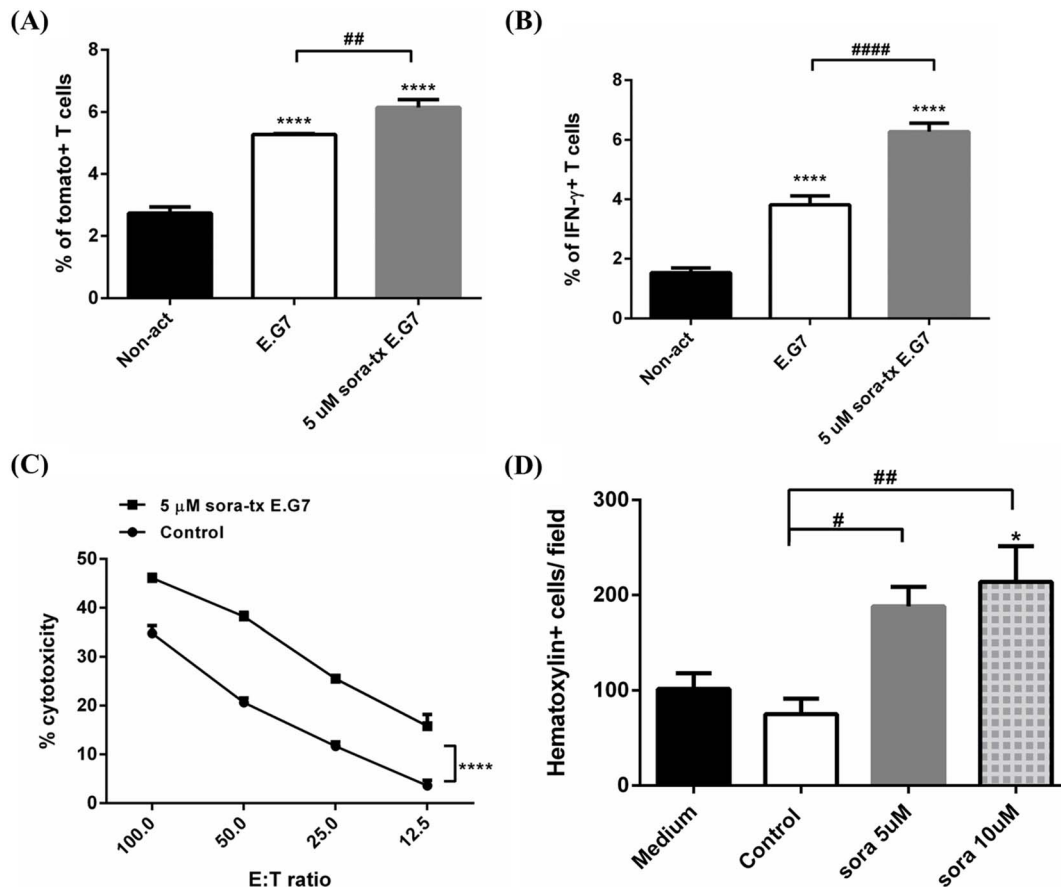 (A)
% of tomato+ T cells
8
6
4
2
0
##
****
****
Non-act
E.G7
5 uM sora-tx E.G7
(B)
% of IFN-γ+ T cells
8
6
4
2
0
####
****
****
Non-act
E.G7
5 uM sora-tx E.G7
(C)
5 μM sora-tx E.G7
Control
% cytotoxicity
50
40
30
20
10
0
****
100.0
50.0
25.0
12.5
E:T ratio
(D)
Hematoxylin+ cells/ field
300
200
100
0
##
#
*
Medium
Control
sora 5uM
sora 10uM